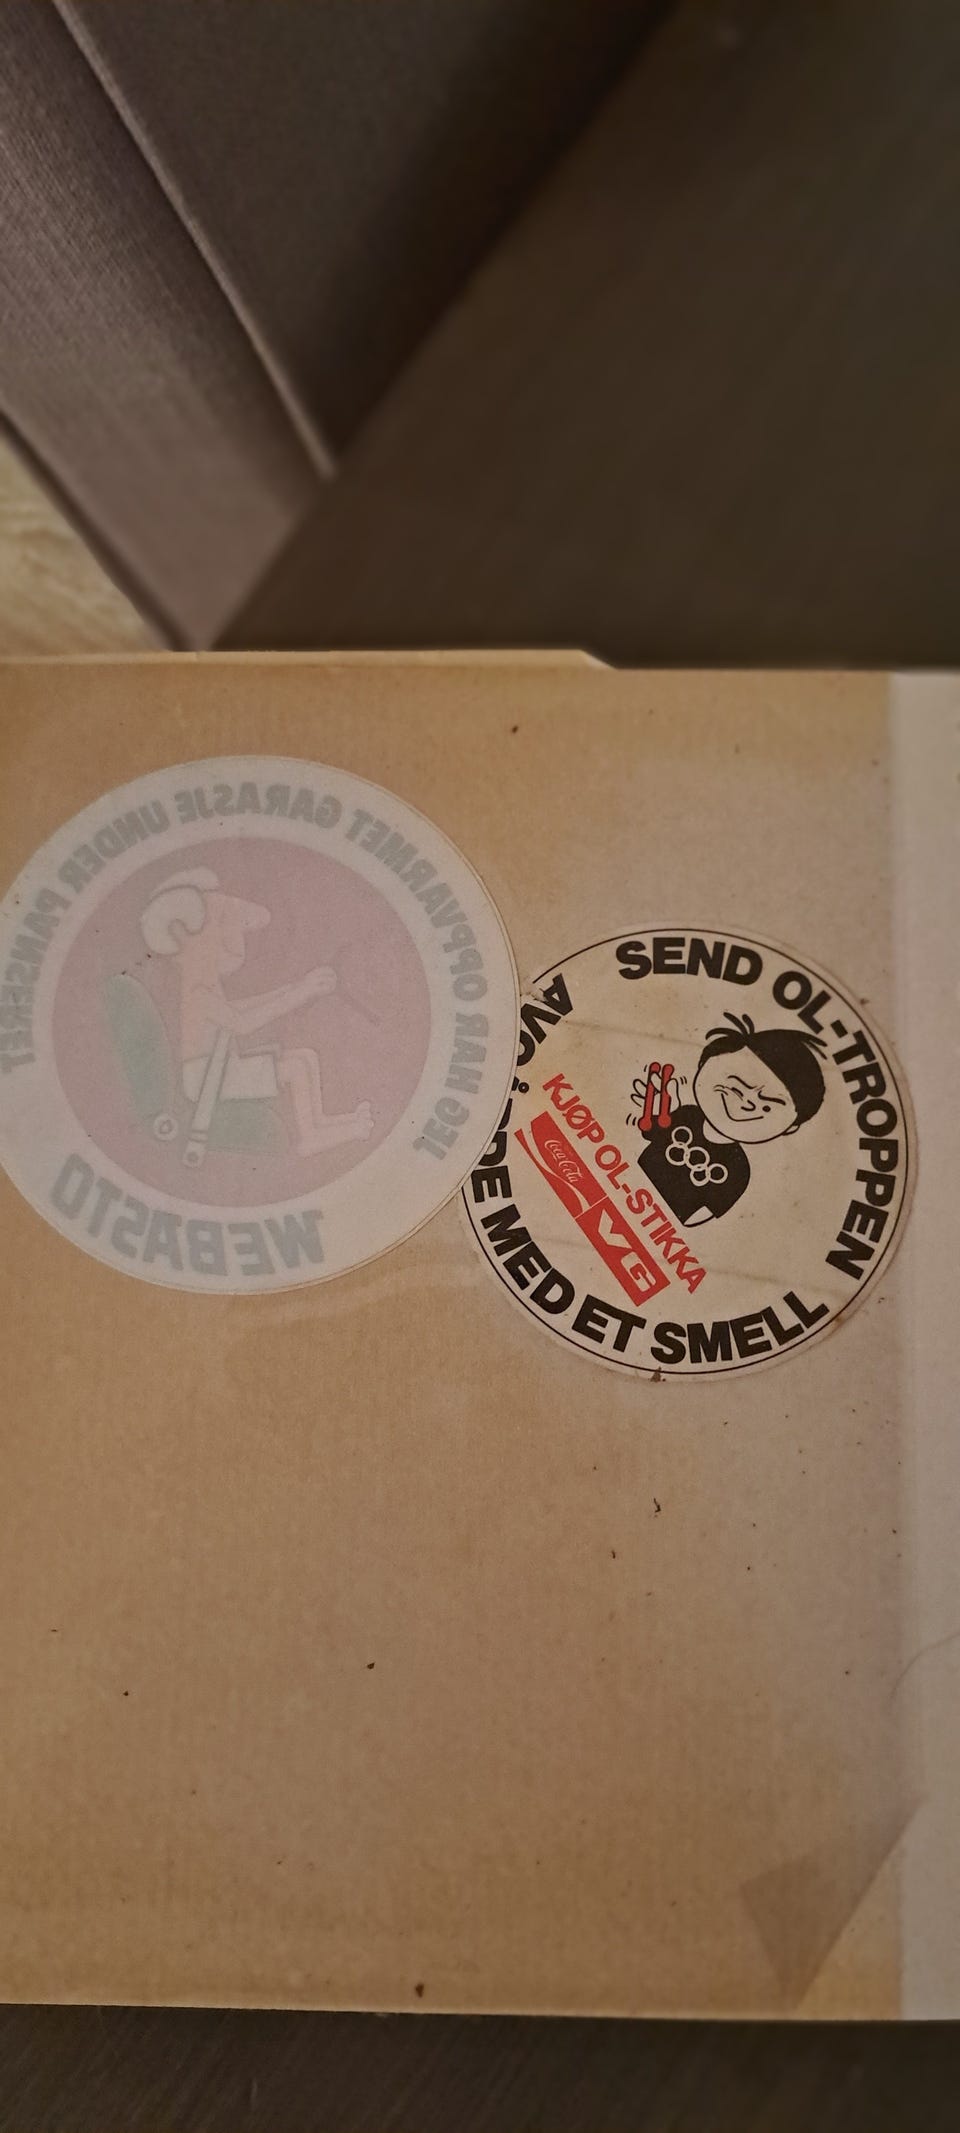 JEG HAR OPPVARMET GARASJE UNDER PANSERET
WEBASTO
SEND OL-TROPPEN
AVGÅRDE MED ET SMELL
KJØP OL-STIKKA
Coca-Cola
VG